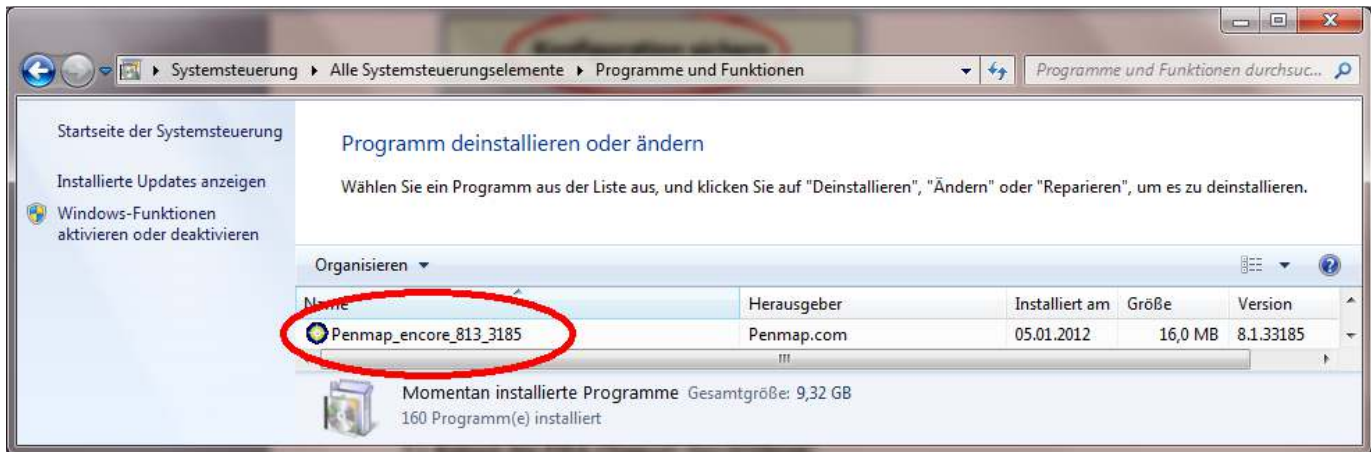 Konfiguration sichern
Systemsteuerung ▸ Alle Systemsteuerungselemente ▸ Programme und Funktionen
Programme und Funktionen durchsuc...
Startseite der Systemsteuerung
Installierte Updates anzeigen
Windows-Funktionen
aktivieren oder deaktivieren
Programm deinstallieren oder ändern
Wählen Sie ein Programm aus der Liste aus, und klicken Sie auf "Deinstallieren", "Ändern" oder "Reparieren", um es zu deinstallieren.
Organisieren
Name Herausgeber Installiert am Größe Version
Penmap_encore_813_3185 Penmap.com 05.01.2012 16,0 MB 8.1.33185
Momentan installierte Programme Gesamtgröße: 9,32 GB
160 Programm(e) installiert